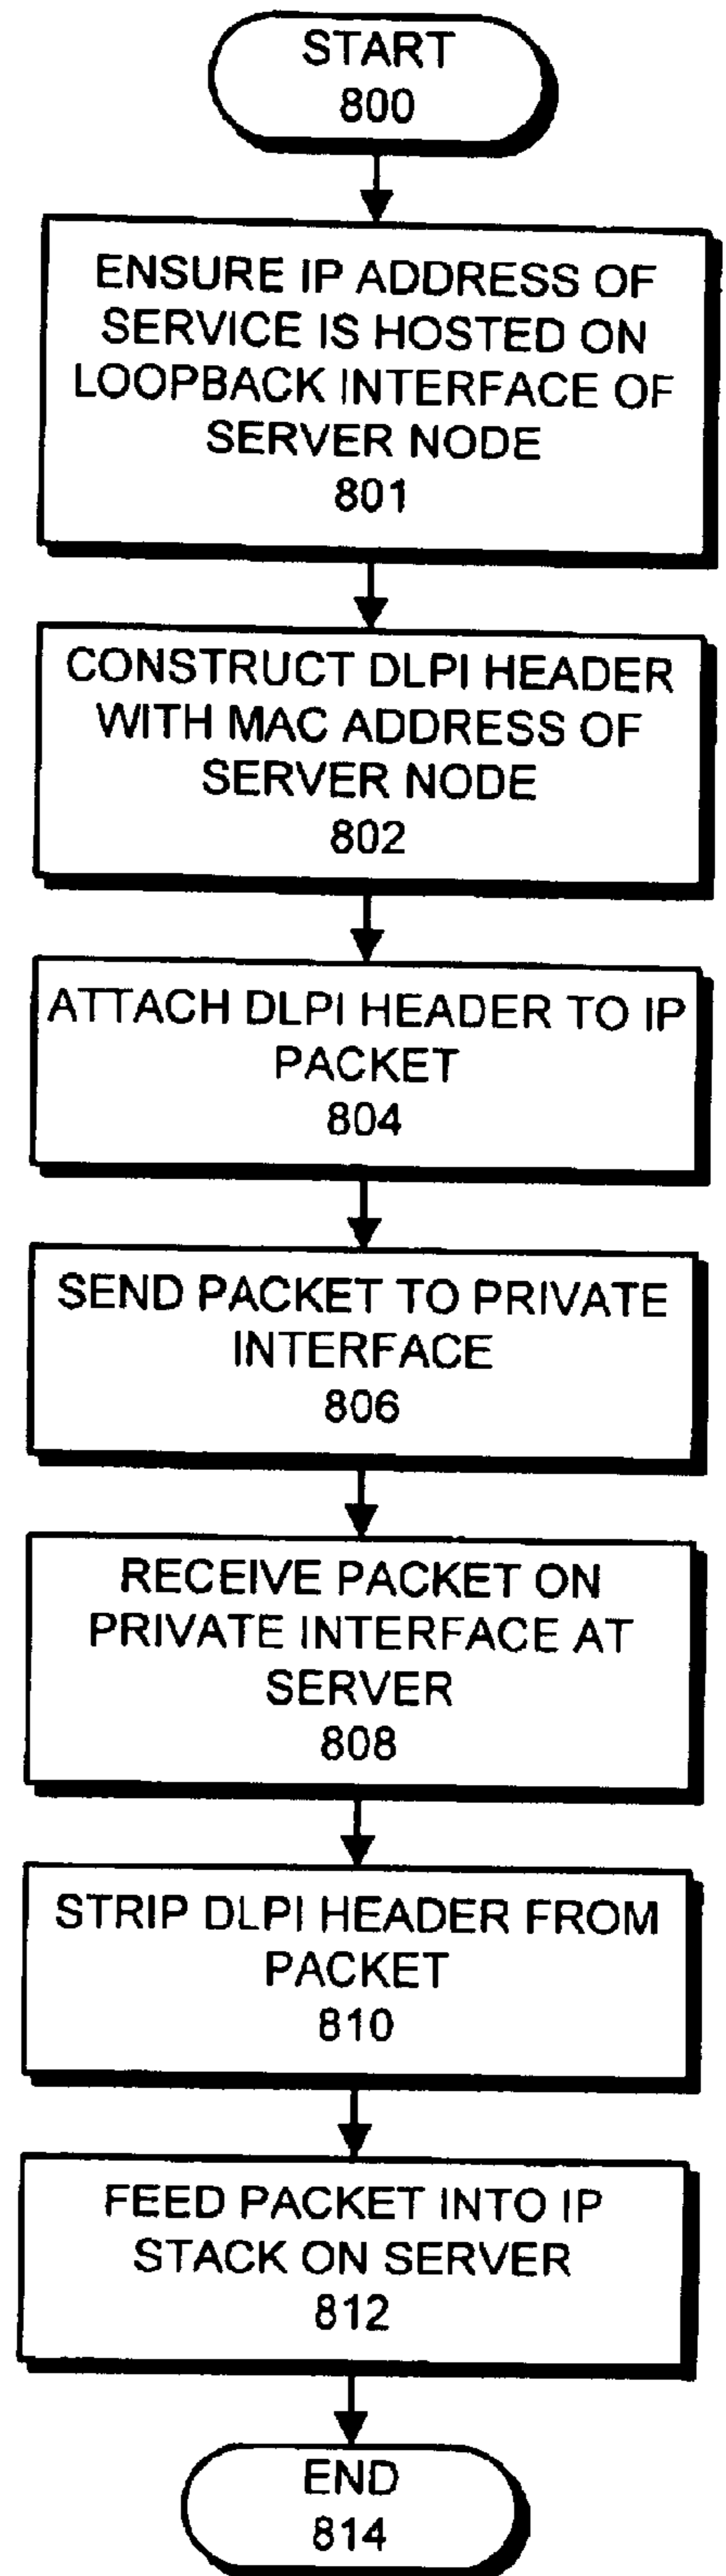 START
800
ENSURE IP ADDRESS OF
SERVICE IS HOSTED ON
LOOPBACK INTERFACE OF
SERVER NODE
801
CONSTRUCT DLPI HEADER
WITH MAC ADDRESS OF
SERVER NODE
802
ATTACH DLPI HEADER TO IP
PACKET
804
SEND PACKET TO PRIVATE
INTERFACE
806
RECEIVE PACKET ON
PRIVATE INTERFACE AT
SERVER
808
STRIP DLPI HEADER FROM
PACKET
810
FEED PACKET INTO IP
STACK ON SERVER
812
END
814